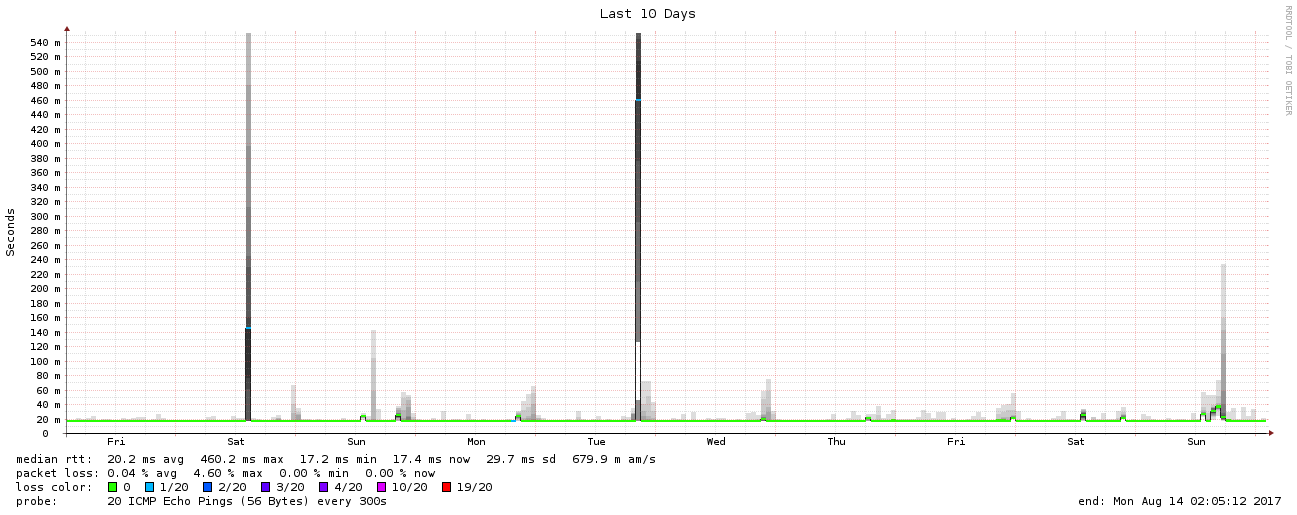 Last 10 Days
RRDTOOL / TOBI OETIKER
Seconds
540 m
520 m
500 m
480 m
460 m
440 m
420 m
400 m
380 m
360 m
340 m
320 m
300 m
280 m
260 m
240 m
220 m
200 m
180 m
160 m
140 m
120 m
100 m
80 m
60 m
40 m
20 m
0
Fri Sat Sun Mon Tue Wed Thu Fri Sat Sun
median rtt: 20.2 ms avg 460.2 ms max 17.2 ms min 17.4 ms now 29.7 ms sd 679.9 m am/s
packet loss: 0.04 % avg 4.60 % max 0.00 % min 0.00 % now
loss color: 0 1/20 2/20 3/20 4/20 10/20 19/20
probe: 20 ICMP Echo Pings (56 Bytes) every 300s end: Mon Aug 14 02:05:12 2017